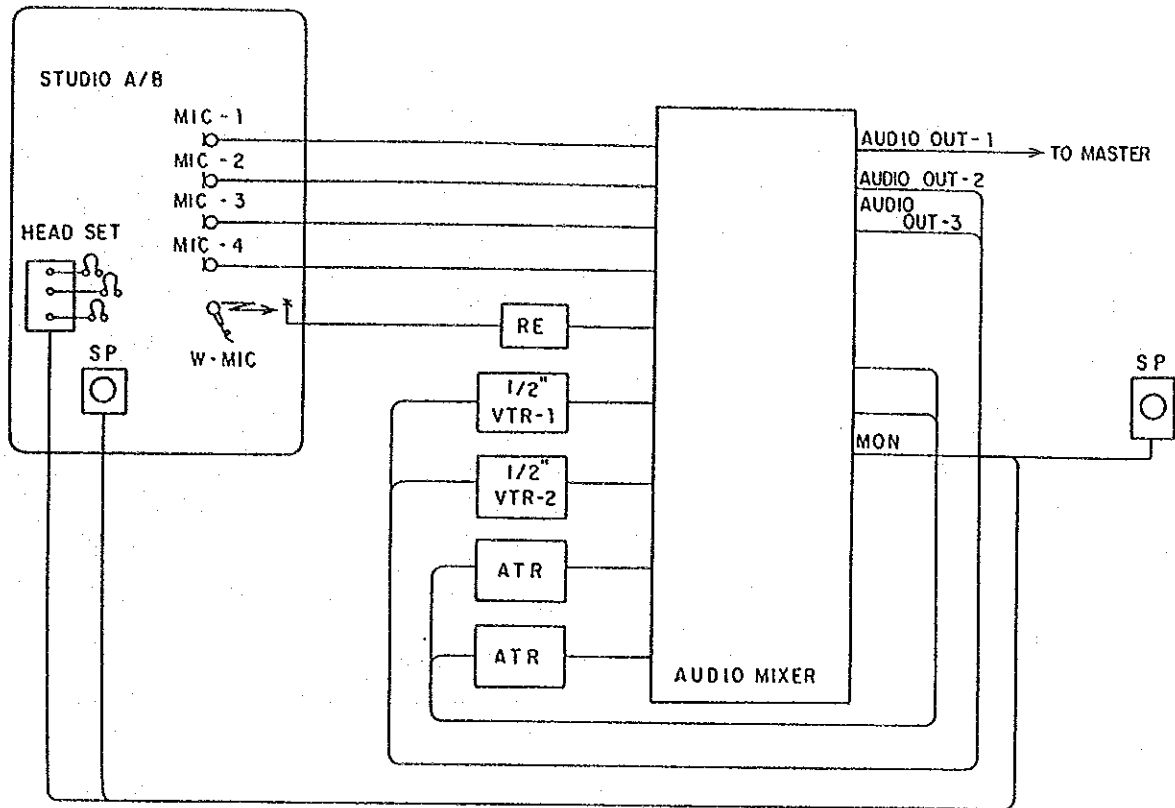 STUDIO A/B
MIC-1
MIC-2
MIC-3
MIC-4
HEAD SET
W-MIC
SP
RE
1/2"
VTR-1
1/2"
VTR-2
ATR
ATR
AUDIO MIXER
AUDIO OUT-1
TO MASTER
AUDIO OUT-2
AUDIO
OUT-3
MON
SP